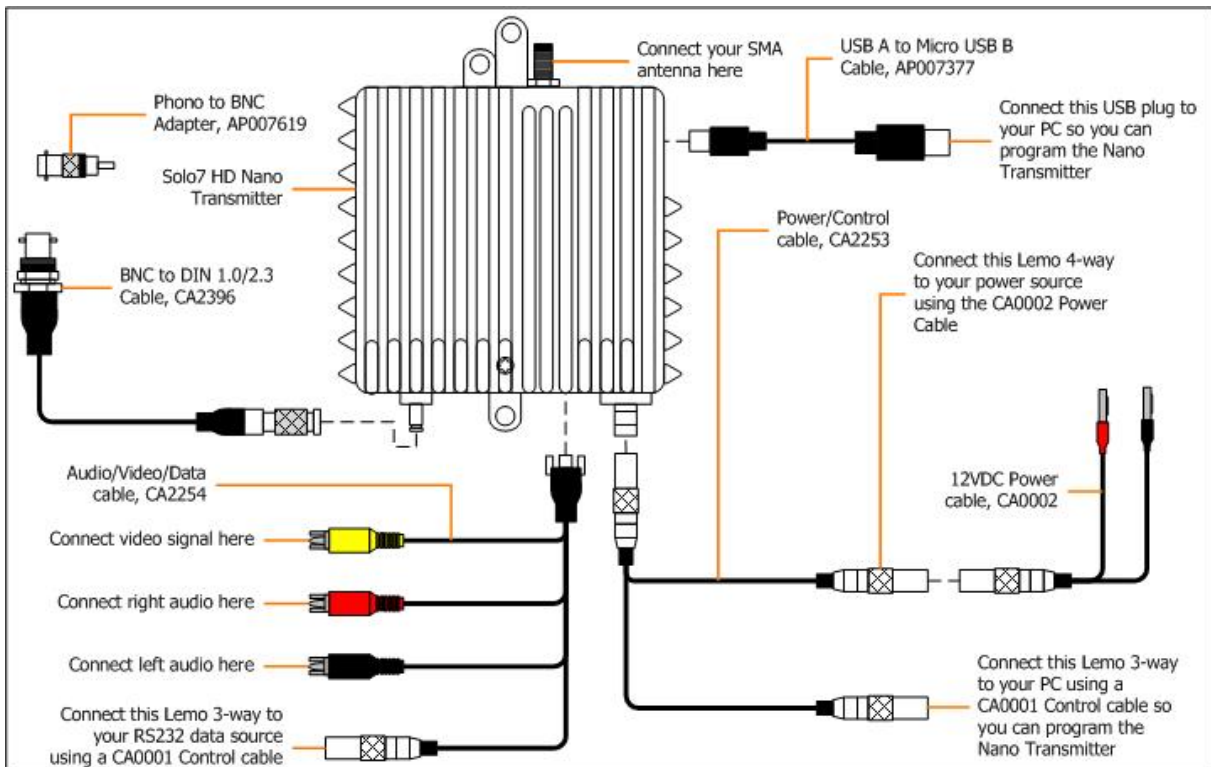 Connect your SMA
antenna here
USB A to Micro USB B
Cable, AP007377
Phono to BNC
Adapter, AP007619
Connect this USB plug to
your PC so you can
program the Nano
Transmitter
Solo7 HD Nano
Transmitter
Power/Control
cable, CA2253
BNC to DIN 1.0/2.3
Cable, CA2396
Connect this Lemo 4-way
to your power source
using the CA0002 Power
Cable
Audio/Video/Data
cable, CA2254
12VDC Power
cable, CA0002
Connect video signal here
Connect right audio here
Connect left audio here
Connect this Lemo 3-way to
your RS232 data source
using a CA0001 Control cable
Connect this Lemo 3-way
to your PC using a
CA0001 Control cable so
you can program the
Nano Transmitter